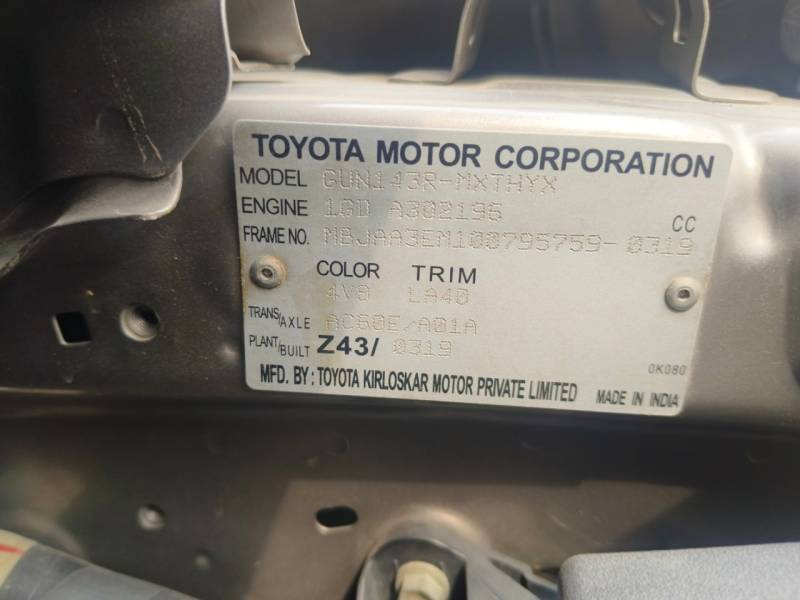 TOYOTA MOTOR CORPORATION
MODEL GUN143R-MXTHYX
ENGINE 1GD A302195 CC
FRAME NO. MBJAA3EM100795759-0319
COLOR TRIM
4V8 LA40
TRANS/AXLE AC60E/A01A
PLANT/BUILT Z43/ 0319
0K080
MFD. BY : TOYOTA KIRLOSKAR MOTOR PRIVATE LIMITED MADE IN INDIA